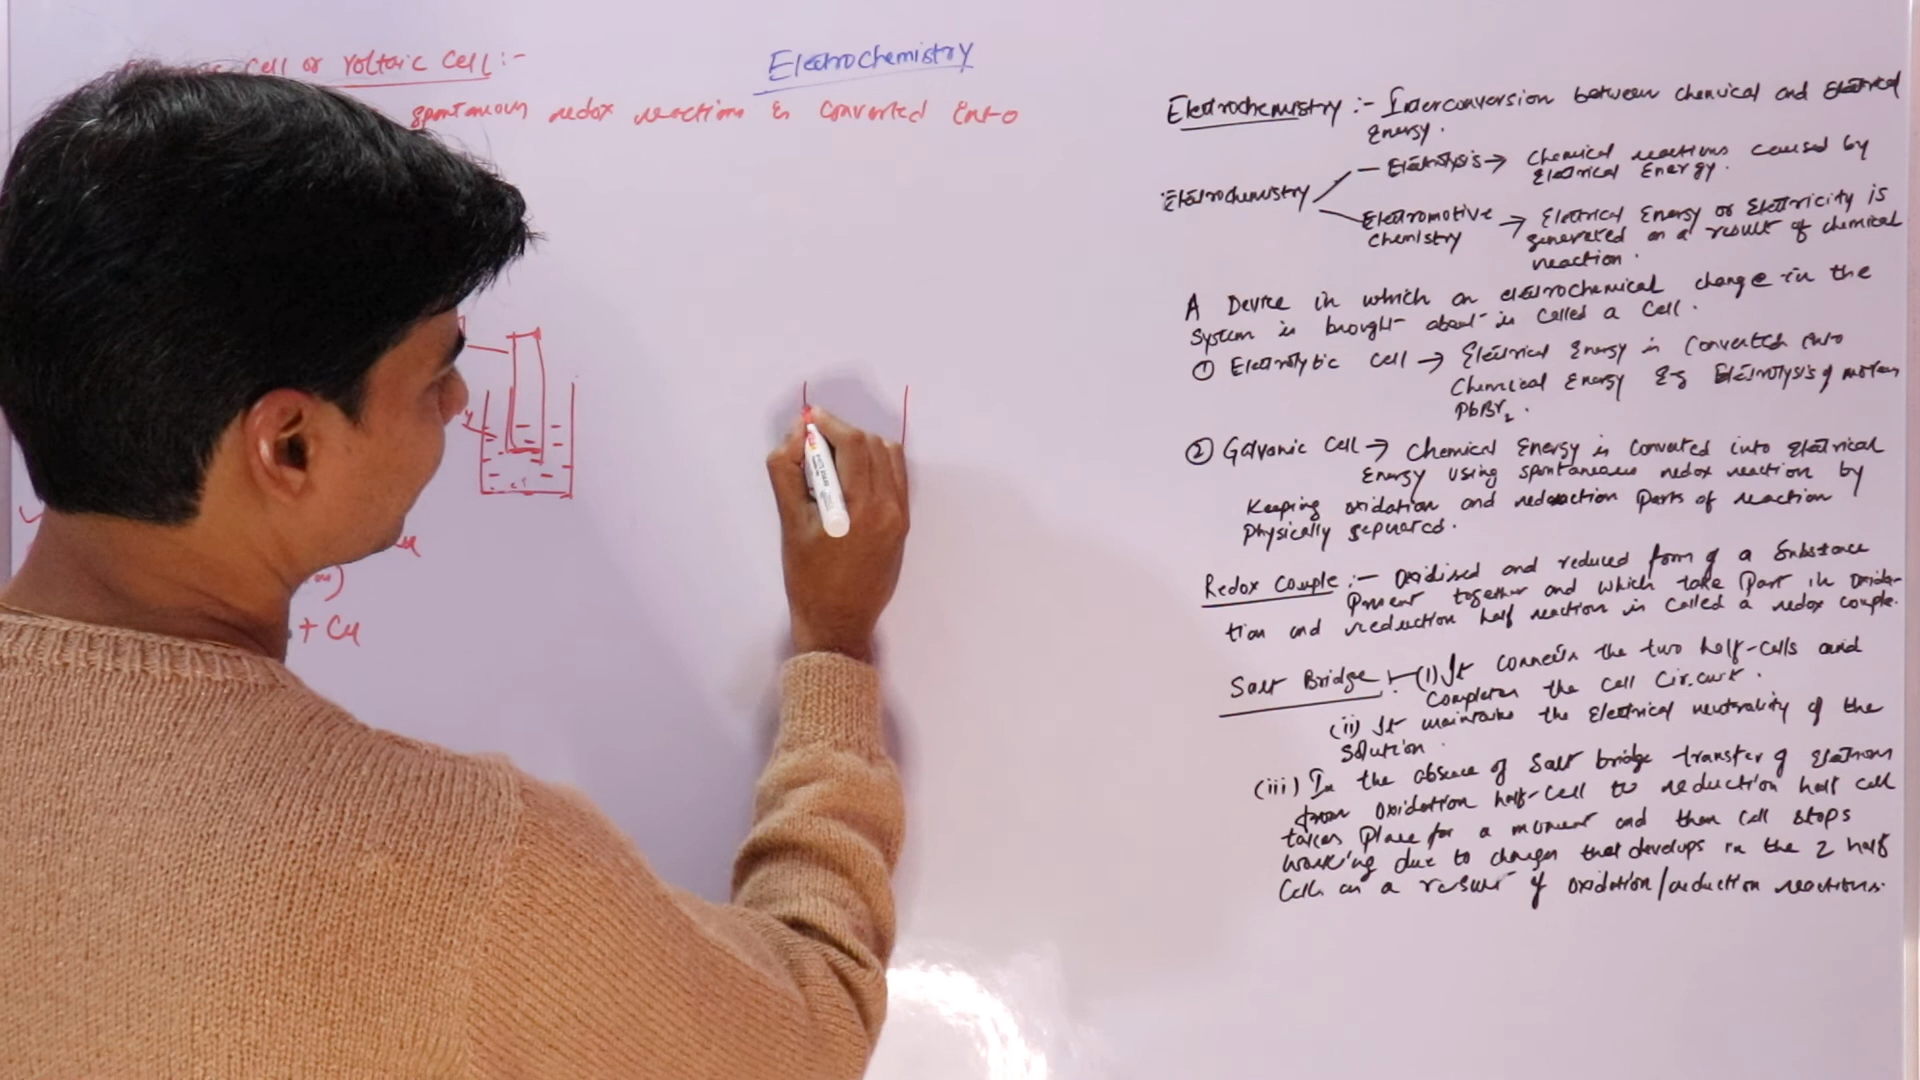 Cell or Voltaic Cell :-
Electrochemistry
spontaneous redox reactions is converted into
+ Cu
Electrochemistry :- Interconversion between chemical and electrical
Energy.
Electrochemistry
— Electrolysis → Chemical reactions caused by
Electrical Energy.
Electromotive chemistry → Electrical Energy or Electricity is
generated as a result of chemical
reaction.
A Device in which an electrochemical change in the
System is brought about is called a Cell.
① Electrolytic Cell → Electrical Energy is Converted into
Chemical Energy Eg Electrolysis of molten
PbBr2.
② Galvanic Cell → Chemical Energy is Converted into Electrical
Energy using spontaneous redox reaction by
Keeping oxidation and reduction Parts of reaction
Physically separated.
Redox Couple :- Oxidised and reduced form of a Substance
Present together and which take Part in oxida-
tion and reduction half reaction is called a redox couple.
Salt Bridge :- (i) It connects the two half-cells and
Completes the cell Circuit.
(ii) It maintains the Electrical neutrality of the
Solution.
(iii) In the absence of Salt bridge transfer of Electrons
from Oxidation half-cell to reduction half cell
takes Place for a moment and then cell stops
working due to charges that develops in the 2 half
Cells as a result of oxidation/reduction reactions.